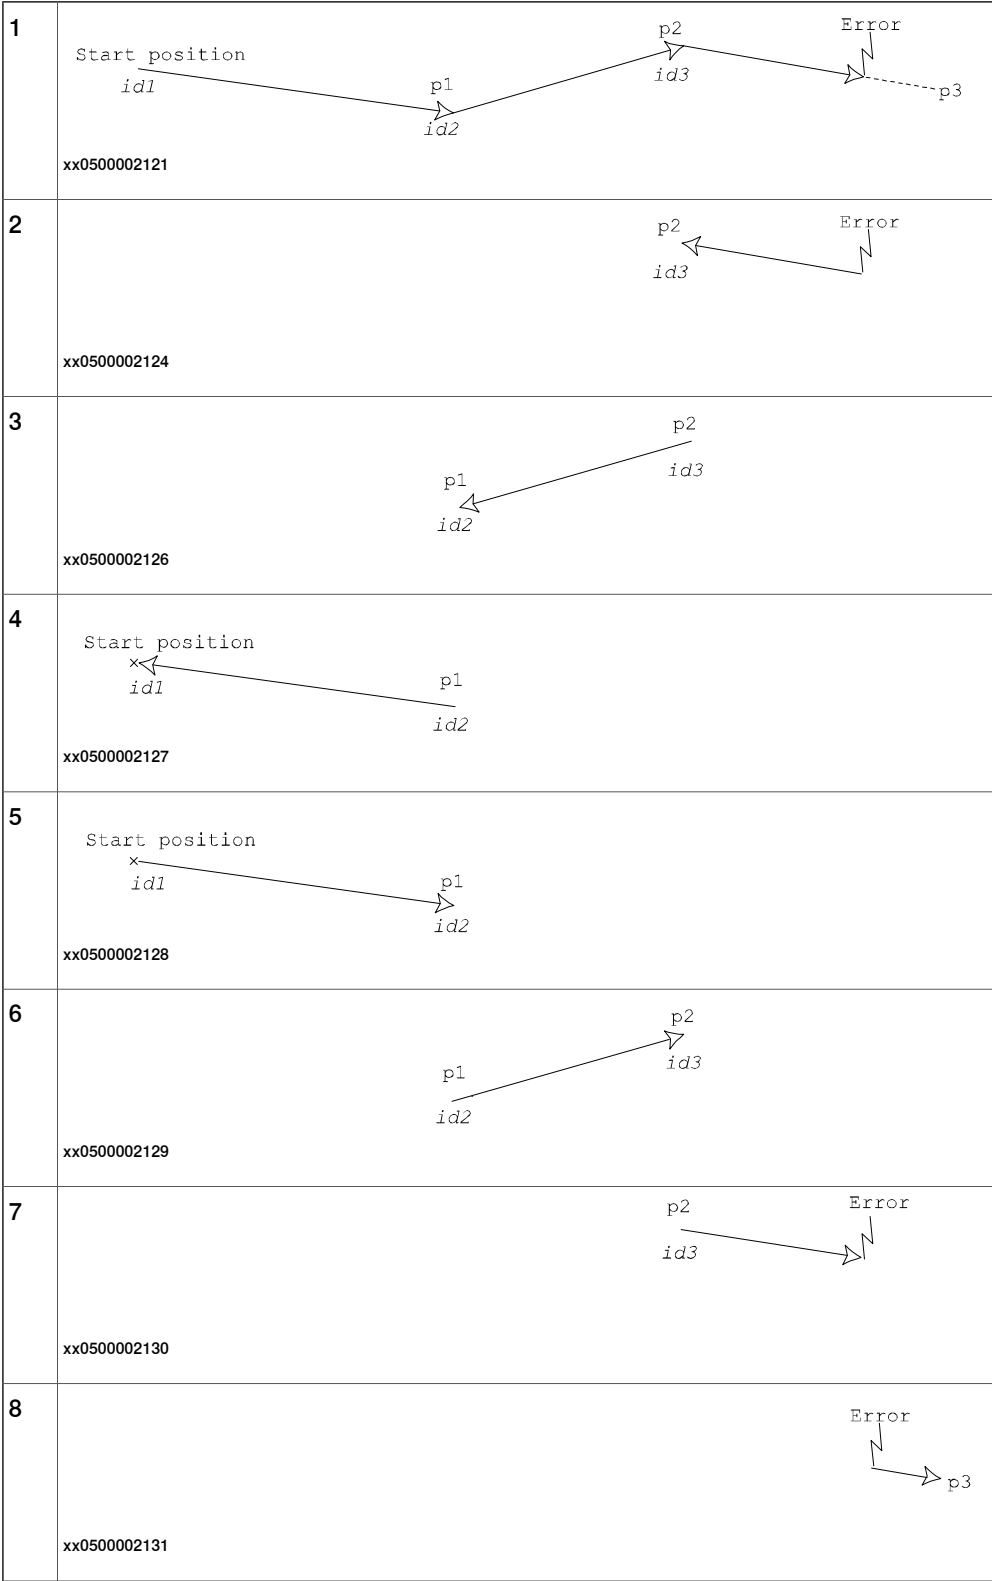 1
Start position
id1
p1
id2
p2
id3
Error
p3
xx0500002121
2
p2
id3
Error
xx0500002124
3
p2
id3
p1
id2
xx0500002126
4
Start position
id1
p1
id2
xx0500002127
5
Start position
id1
p1
id2
xx0500002128
6
p2
id3
p1
id2
xx0500002129
7
p2
id3
Error
xx0500002130
8
Error
p3
xx0500002131